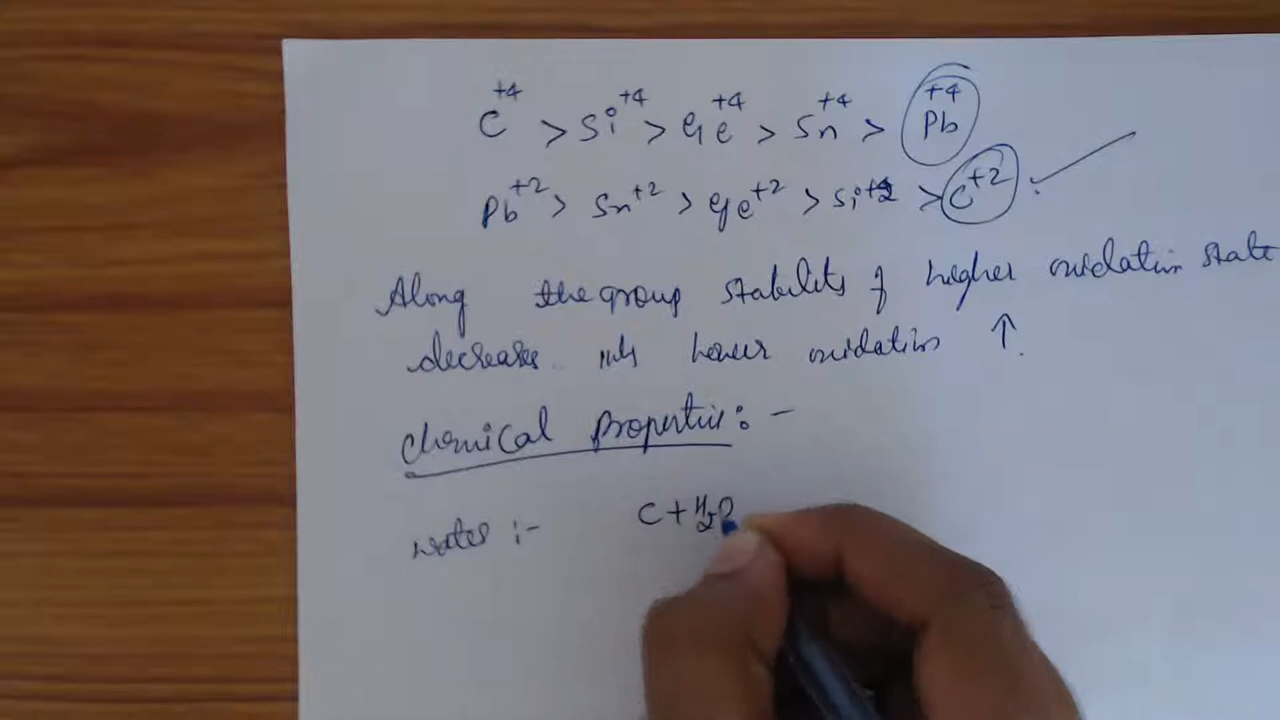 C⁺⁴ > Si⁺⁴ > Ge⁺⁴ > Sn⁺⁴ > Pb⁺⁴
Pb⁺² > Sn⁺² > Ge⁺² > Si⁺² > C⁺²
Along the group stability of higher oxidation state
decreases lower oxidation ↑.
Chemical Properties:-
water :- C + H₂O